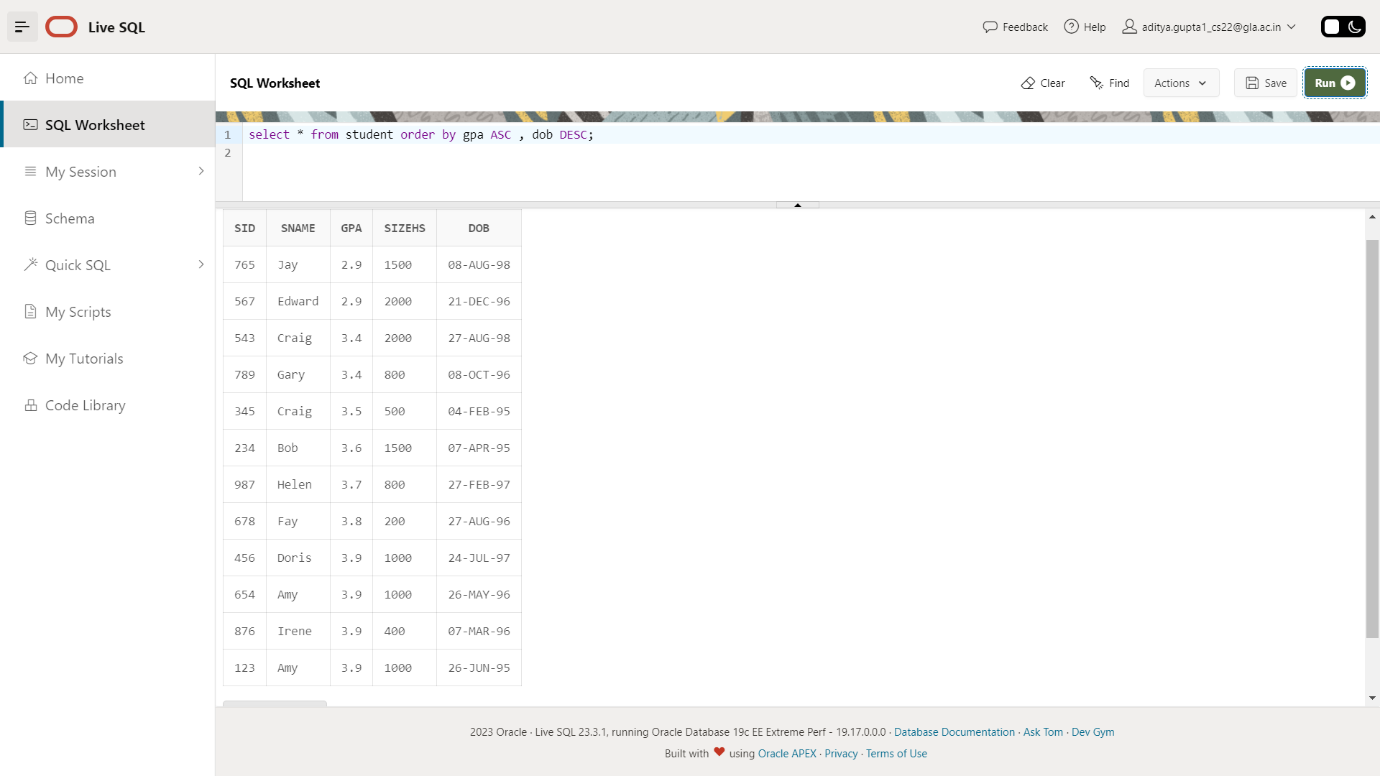 Live SQL
Feedback
Help
aditya.gupta1_cs22@gla.ac.in
Home
SQL Worksheet
My Session
Schema
Quick SQL
My Scripts
My Tutorials
Code Library
SQL Worksheet
Clear
Find
Actions
Save
Run
1 select * from student order by gpa ASC , dob DESC;
2
SID SNAME GPA SIZEHS DOB
765 Jay 2.9 1500 08-AUG-98
567 Edward 2.9 2000 21-DEC-96
543 Craig 3.4 2000 27-AUG-98
789 Gary 3.4 800 08-OCT-96
345 Craig 3.5 500 04-FEB-95
234 Bob 3.6 1500 07-APR-95
987 Helen 3.7 800 27-FEB-97
678 Fay 3.8 200 27-AUG-96
456 Doris 3.9 1000 24-JUL-97
654 Amy 3.9 1000 26-MAY-96
876 Irene 3.9 400 07-MAR-96
123 Amy 3.9 1000 26-JUN-95
2023 Oracle · Live SQL 23.3.1, running Oracle Database 19c EE Extreme Perf - 19.17.0.0.0 · Database Documentation · Ask Tom · Dev Gym
Built with ❤ using Oracle APEX · Privacy · Terms of Use